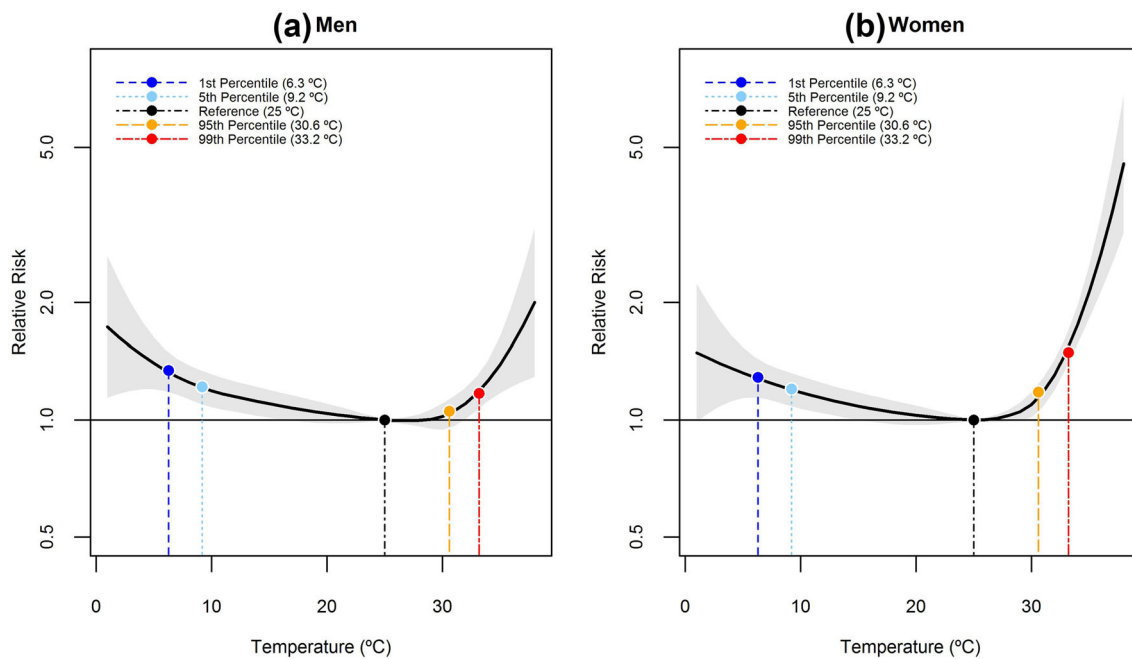 (a) Men
1st Percentile (6.3 ºC)
5th Percentile (9.2 ºC)
Reference (25 ºC)
95th Percentile (30.6 ºC)
99th Percentile (33.2 ºC)
5.0
2.0
1.0
0.5
Relative Risk
0 10 20 30
Temperature (ºC)
(b) Women
1st Percentile (6.3 ºC)
5th Percentile (9.2 ºC)
Reference (25 ºC)
95th Percentile (30.6 ºC)
99th Percentile (33.2 ºC)
5.0
2.0
1.0
0.5
Relative Risk
0 10 20 30
Temperature (ºC)